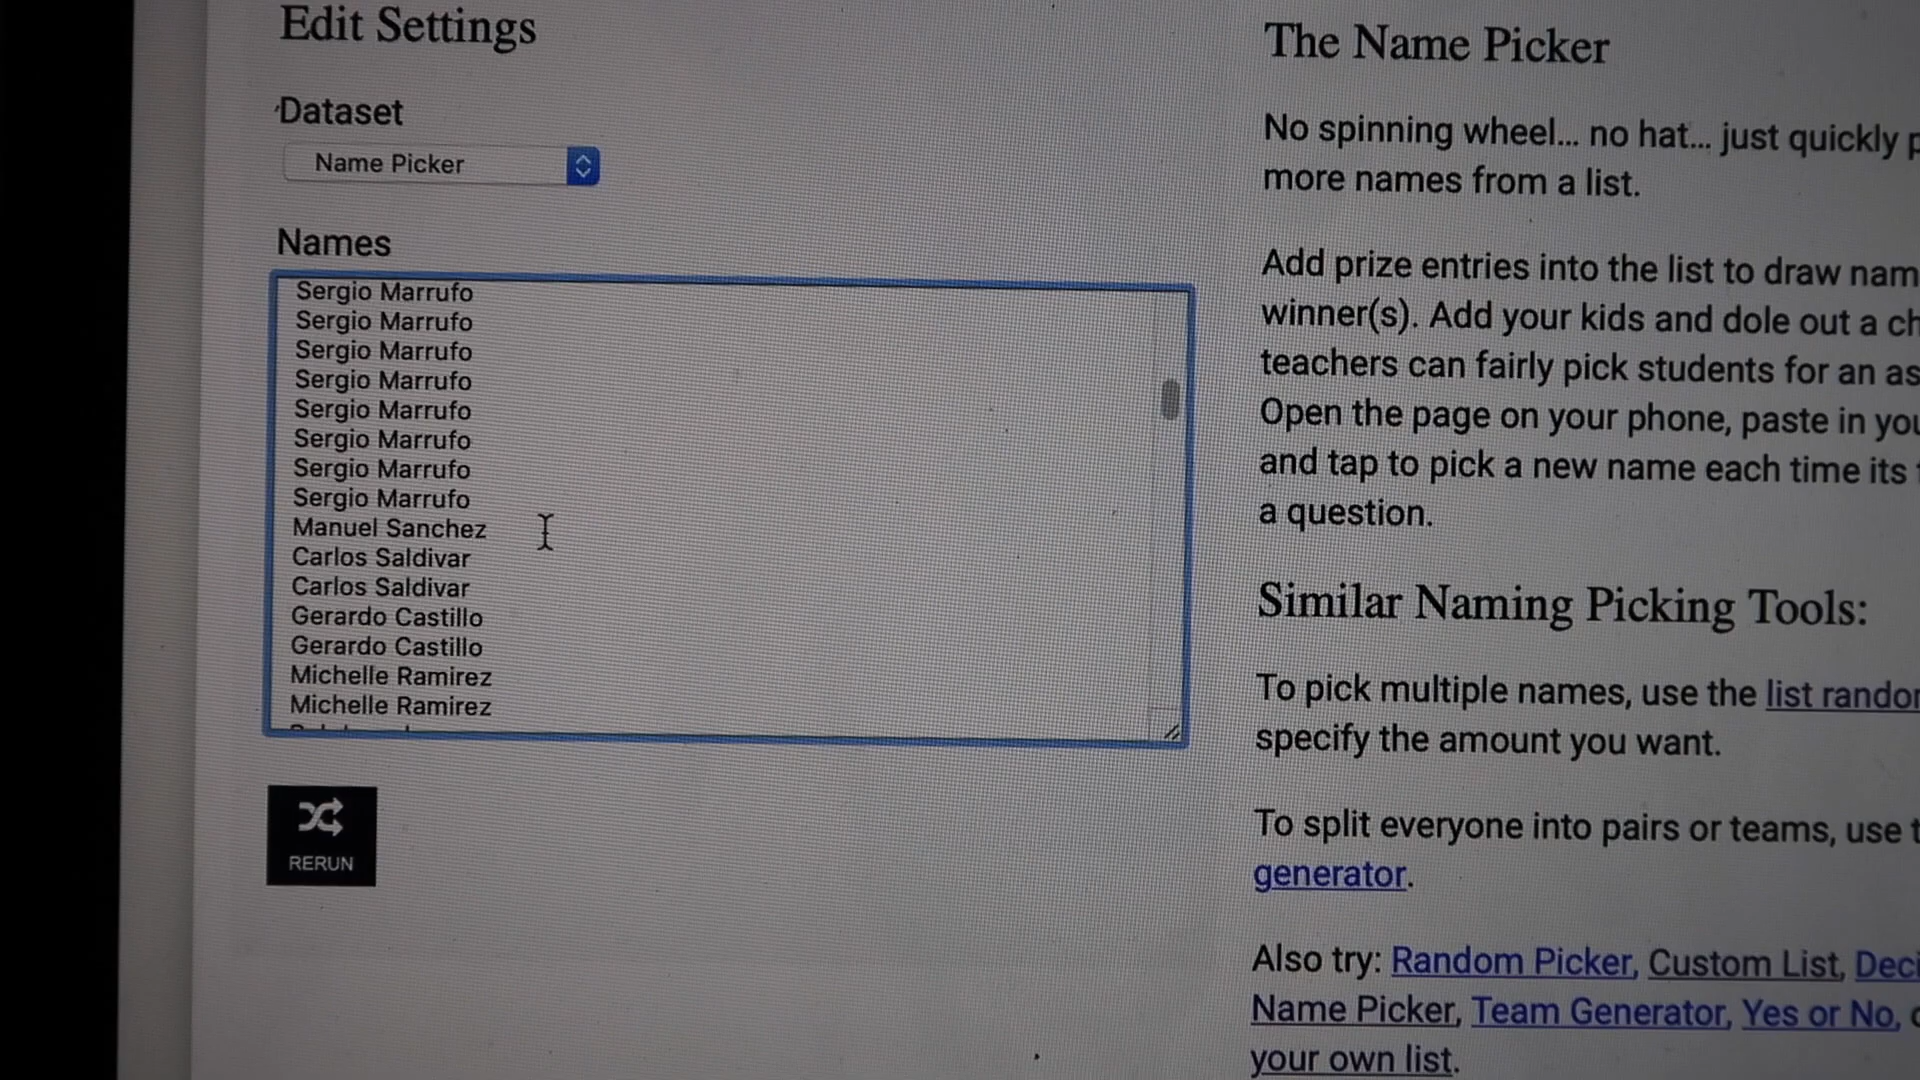 Edit Settings
Dataset
Name Picker
Names
Sergio Marrufo
Sergio Marrufo
Sergio Marrufo
Sergio Marrufo
Sergio Marrufo
Sergio Marrufo
Sergio Marrufo
Sergio Marrufo
Manuel Sanchez
Carlos Saldivar
Carlos Saldivar
Gerardo Castillo
Gerardo Castillo
Michelle Ramirez
Michelle Ramirez
RERUN
The Name Picker
No spinning wheel... no hat... just quickly
more names from a list.
Add prize entries into the list to draw nam
winner(s). Add your kids and dole out a ch
teachers can fairly pick students for an as
Open the page on your phone, paste in you
and tap to pick a new name each time its
a question.
Similar Naming Picking Tools:
To pick multiple names, use the list random
specify the amount you want.
To split everyone into pairs or teams, use
generator.
Also try: Random Picker, Custom List, Deci
Name Picker, Team Generator, Yes or No,
your own list.